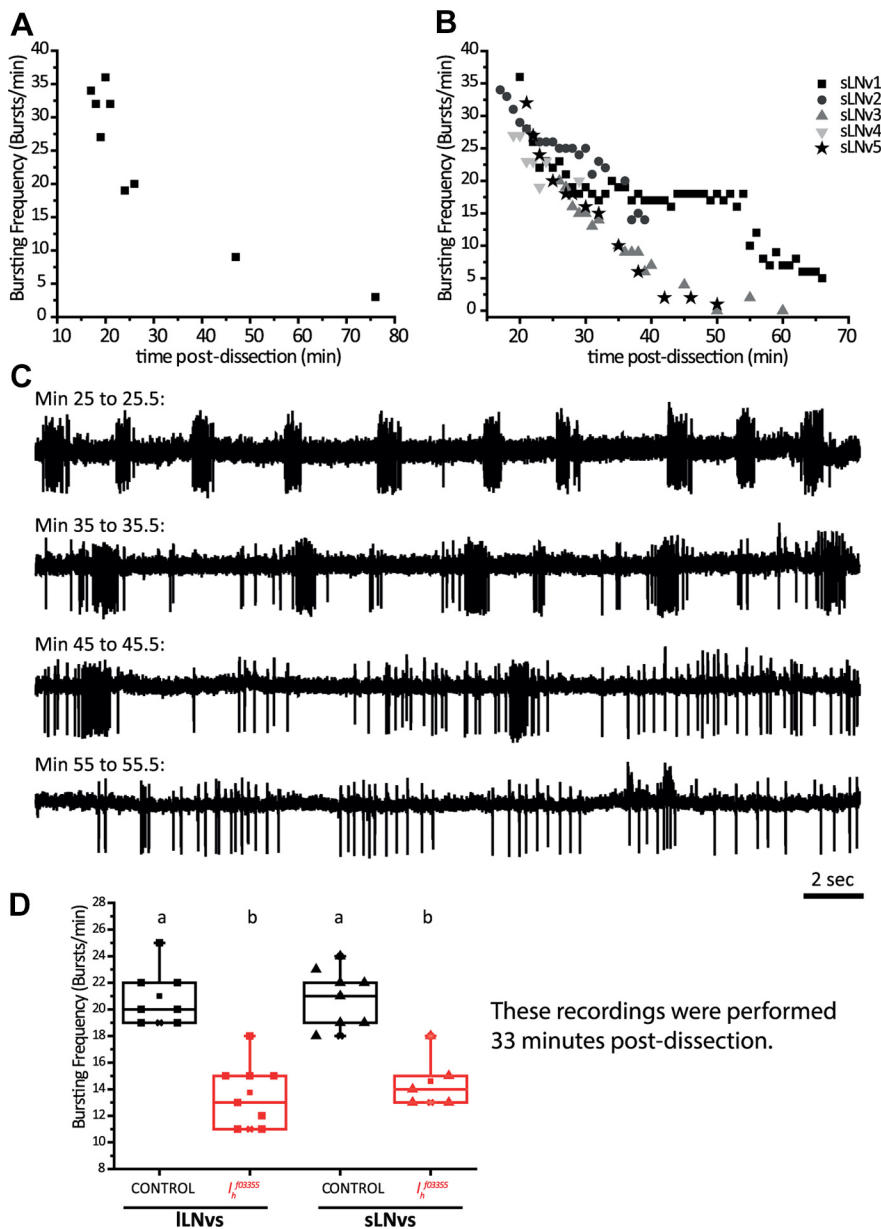 A
B
Bursting Frequency (Bursts/min)
40
35
30
25
20
15
10
5
0
10 20 30 40 50 60 70 80
time post-dissection (min)
Bursting Frequency (Bursts/min)
40
35
30
25
20
15
10
5
0
20 30 40 50 60 70
time post-dissection (min)
sLNv1
sLNv2
sLNv3
sLNv4
sLNv5
C
Min 25 to 25.5:
Min 35 to 35.5:
Min 45 to 45.5:
Min 55 to 55.5:
2 sec
D
Bursting Frequency (Bursts/min)
28
26
24
22
20
18
16
14
12
10
8
a b a b
CONTROL I_h^f03355 CONTROL I_h^f03355
lLNvs sLNvs
These recordings were performed
33 minutes post-dissection.